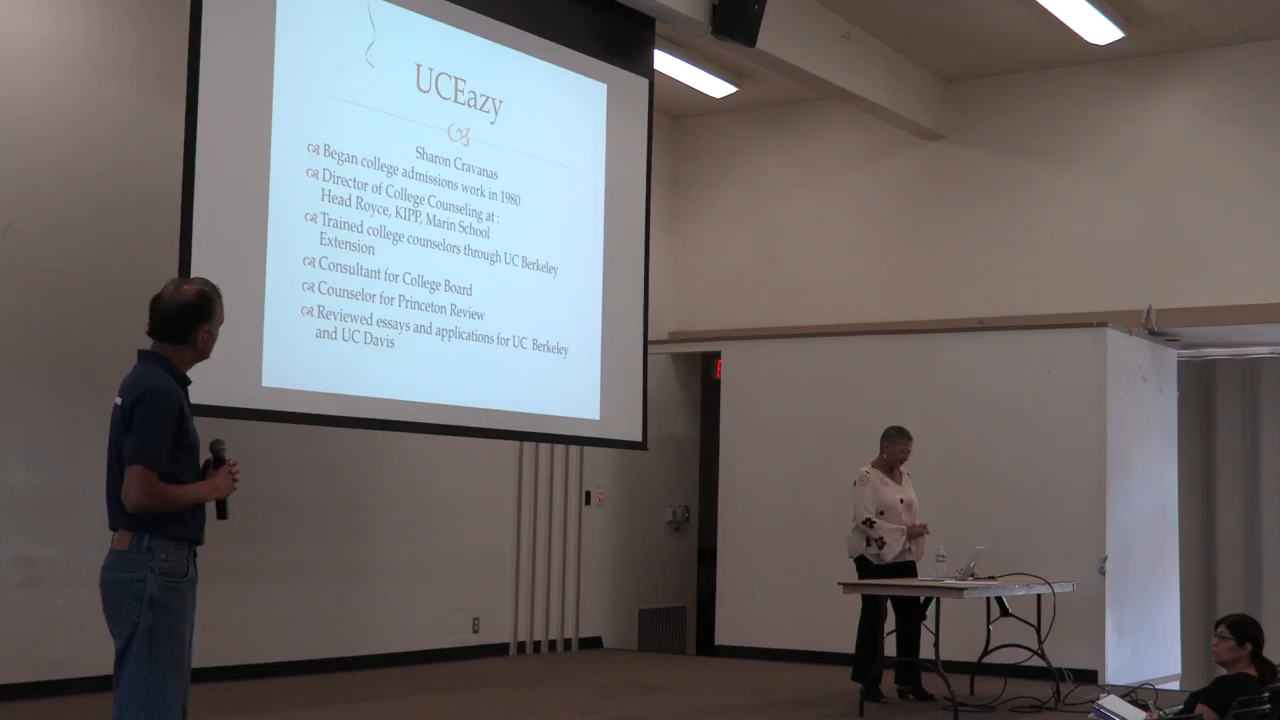 UCEazy
Sharon Cravanas
Began college admissions work in 1980
Director of College Counseling at :
Head Royce, KIPP, Marin School
Trained college counselors through UC Berkeley
Extension
Consultant for College Board
Counselor for Princeton Review
Reviewed essays and applications for UC Berkeley
and UC Davis